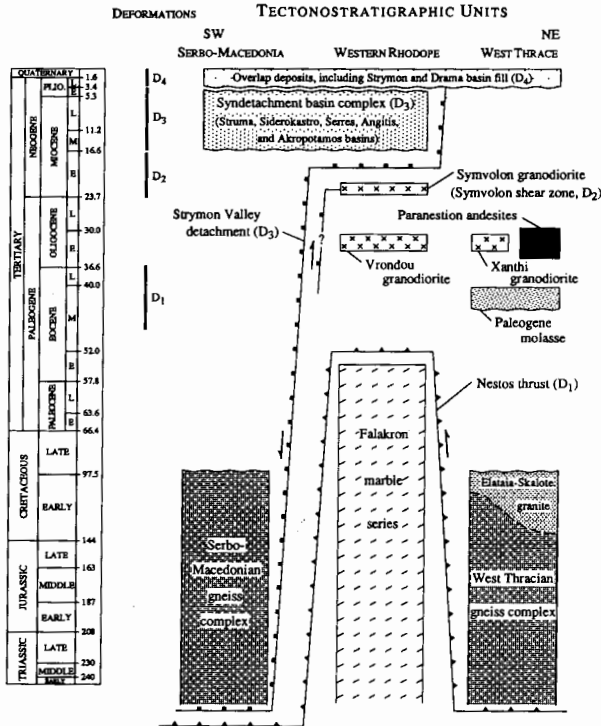 DEFORMATIONS
TECTONOSTRATIGRAPHIC UNITS
SW
NE
SERBO-MACEDONIA
WESTERN RHODOPE
WEST THRACE
QUATERNARY
TERTIARY
NEOGENE
PALEOGENE
PLIO.
L
E
MIOCENE
L
M
E
OLIGOCENE
L
E
EOCENE
L
M
E
PALEOCENE
L
E
CRETACEOUS
LATE
EARLY
JURASSIC
LATE
MIDDLE
EARLY
TRIASSIC
LATE
MIDDLE
EARLY
1.6
3.4
5.3
11.2
16.6
23.7
30.0
36.6
40.0
52.0
57.8
63.6
66.4
97.5
144
163
187
208
230
240
D4
D3
D2
D1
Overlap deposits, including Strymon and Drama basin fill (D4)
Syndetachment basin complex (D3)
(Struma, Siderokastro, Serres, Angitis,
and Akropotamos basins)
Symvolon granodiorite
(Symvolon shear zone, D2)
Strymon Valley
detachment (D3)
?
Paranestion andesites
Vrondou
granodiorite
Xanthi
granodiorite
Paleogene
molasse
Nestos thrust (D1)
Falakron
marble
series
Elataia-Skalote
granite
Serbo-
Macedonian
gneiss
complex
West Thracian
gneiss complex